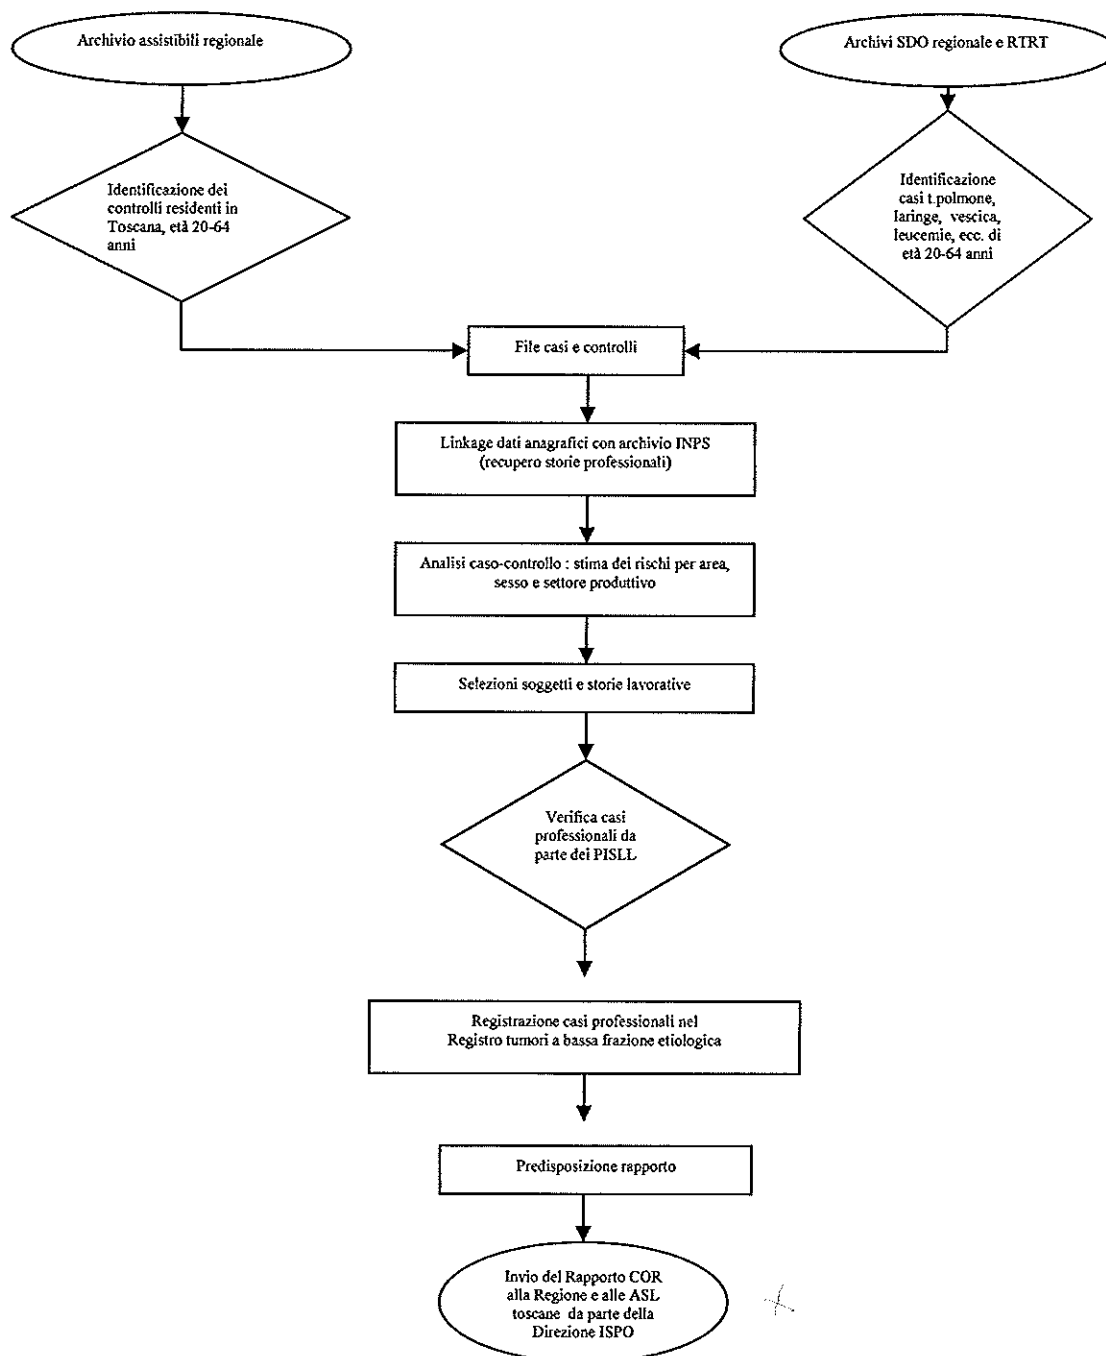 Archivio assistibili regionale
Archivi SDO regionale e RTRT
Identificazione dei
controlli residenti in
Toscana, età 20-64
anni
Identificazione
casi t.polmone,
laringe, vescica,
leucemie, ecc. di
età 20-64 anni
File casi e controlli
Linkage dati anagrafici con archivio INPS
(recupero storie professionali)
Analisi caso-controllo : stima dei rischi per area,
sesso e settore produttivo
Selezioni soggetti e storie lavorative
Verifica casi
professionali da
parte dei PISLL
Registrazione casi professionali nel
Registro tumori a bassa frazione etiologica
Predisposizione rapporto
Invio del Rapporto COR
alla Regione e alle ASL
toscane da parte della
Direzione ISPO